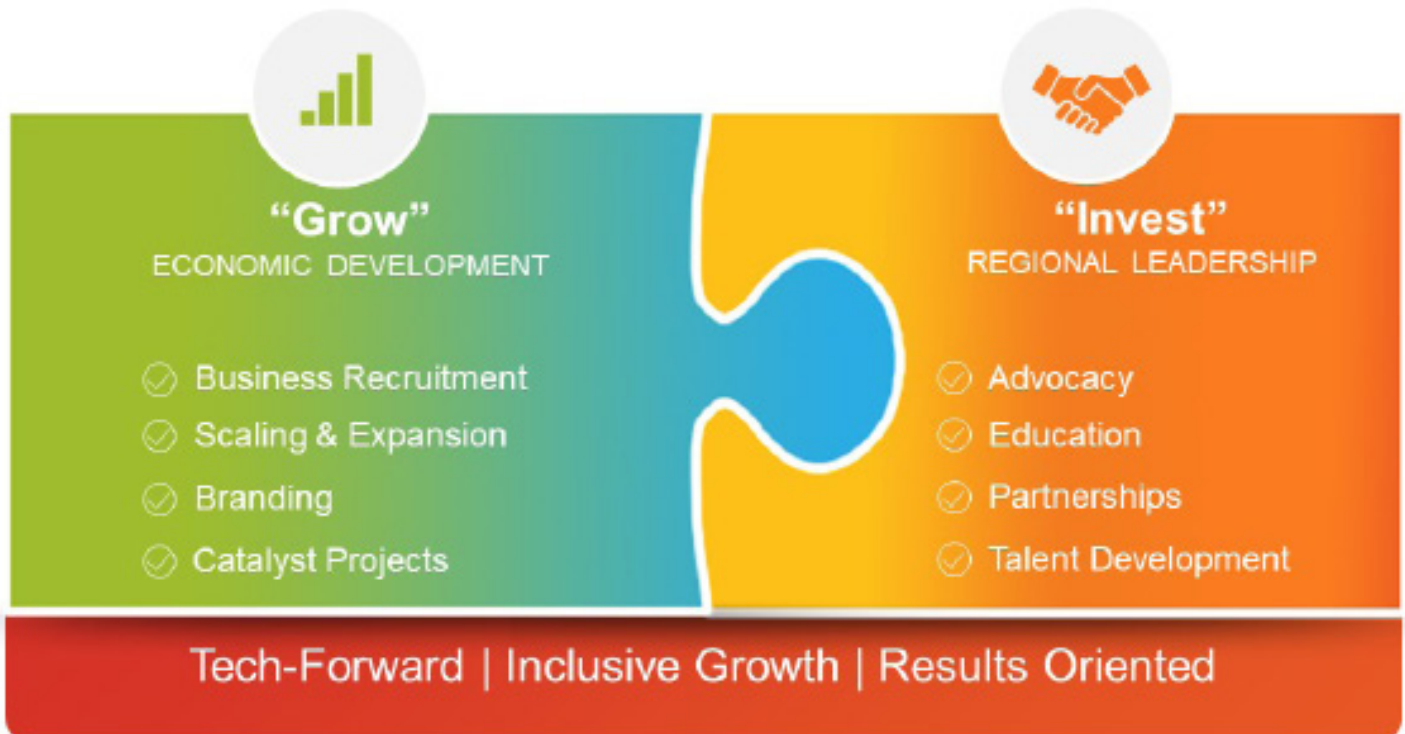 “Grow”
ECONOMIC DEVELOPMENT
Business Recruitment
Scaling & Expansion
Branding
Catalyst Projects
“Invest”
REGIONAL LEADERSHIP
Advocacy
Education
Partnerships
Talent Development
Tech-Forward | Inclusive Growth | Results Oriented